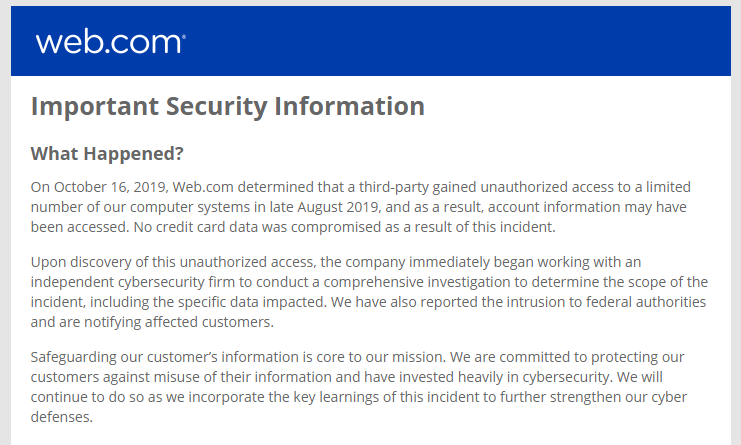 web.com®
Important Security Information
What Happened?
On October 16, 2019, Web.com determined that a third-party gained unauthorized access to a limited
number of our computer systems in late August 2019, and as a result, account information may have
been accessed. No credit card data was compromised as a result of this incident.
Upon discovery of this unauthorized access, the company immediately began working with an
independent cybersecurity firm to conduct a comprehensive investigation to determine the scope of the
incident, including the specific data impacted. We have also reported the intrusion to federal authorities
and are notifying affected customers.
Safeguarding our customer’s information is core to our mission. We are committed to protecting our
customers against misuse of their information and have invested heavily in cybersecurity. We will
continue to do so as we incorporate the key learnings of this incident to further strengthen our cyber
defenses.